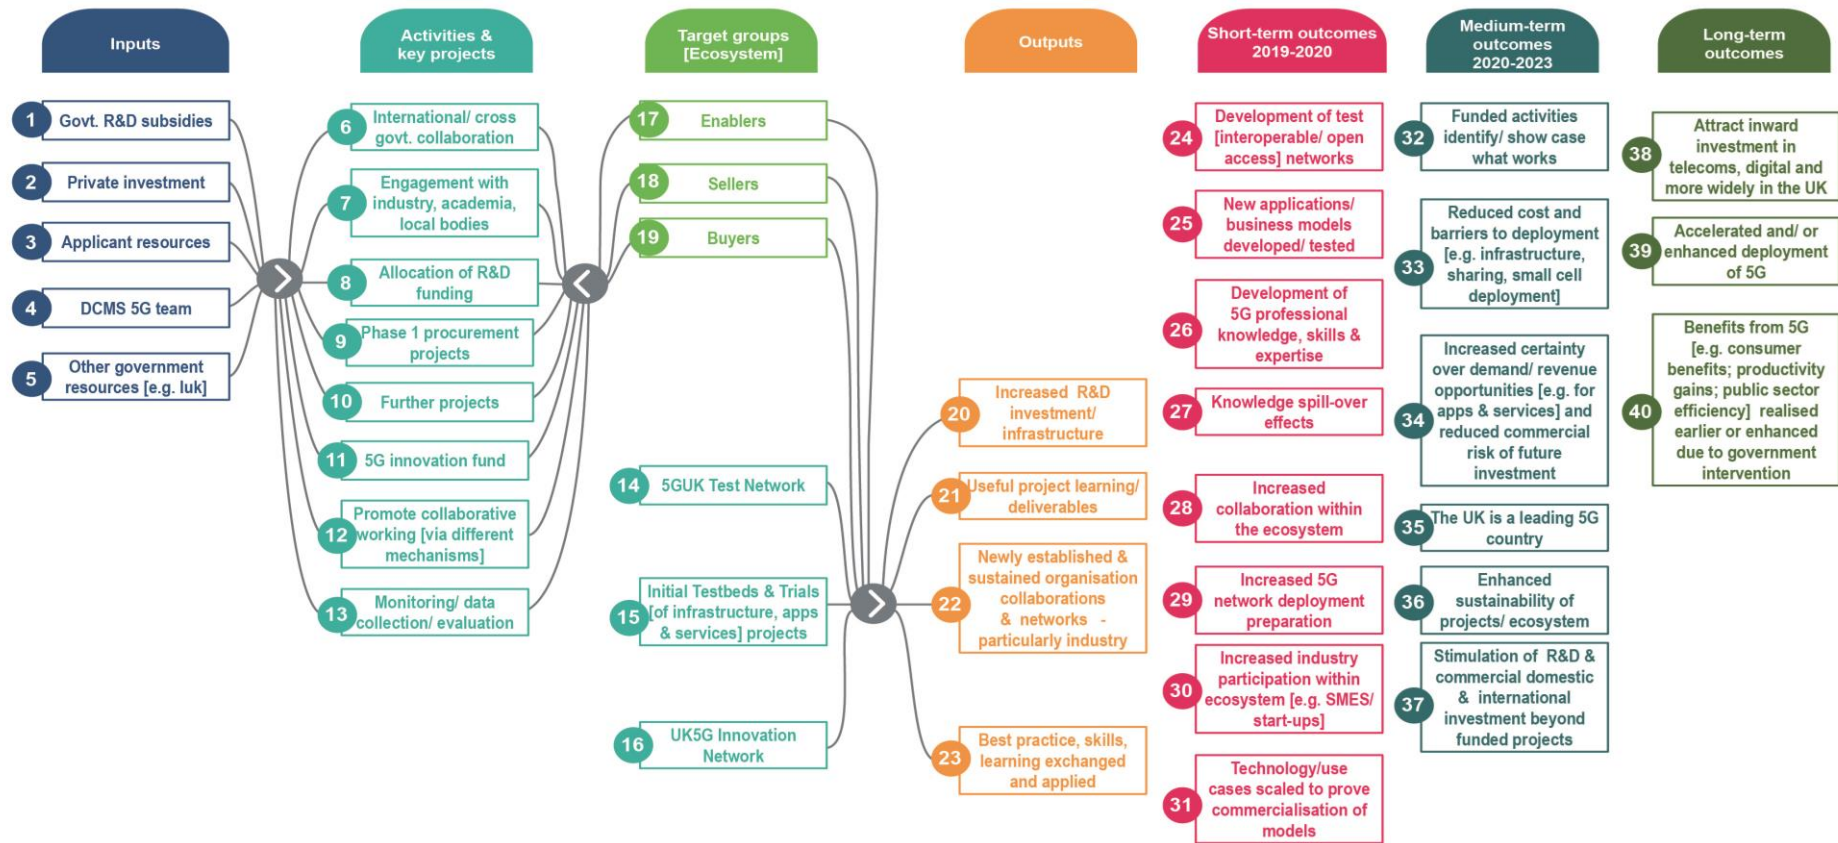 Inputs
1
Govt. R&D subsidies
2
Private investment
3
Applicant resources
4
DCMS 5G team
5
Other government
resources [e.g. Iuk]
Activities &
key projects
6
International/ cross
govt. collaboration
7
Engagement with
industry, academia,
local bodies
8
Allocation of R&D
funding
9
Phase 1 procurement
projects
10
Further projects
11
5G innovation fund
12
Promote collaborative
working [via different
mechanisms]
13
Monitoring/ data
collection/ evaluation
Target groups
[Ecosystem]
17
Enablers
18
Sellers
19
Buyers
14
5GUK Test Network
15
Initial Testbeds & Trials
[of infrastructure, apps
& services] projects
16
UK5G Innovation
Network
Outputs
20
Increased R&D
investment/
infrastructure
21
Useful project learning/
deliverables
22
Newly established &
sustained organisation
collaborations
& networks -
particularly industry
23
Best practice, skills,
learning exchanged
and applied
Short-term outcomes
2019-2020
24
Development of test
[interoperable/ open
access] networks
25
New applications/
business models
developed/ tested
26
Development of
5G professional
knowledge, skills &
expertise
27
Knowledge spill-over
effects
28
Increased
collaboration within
the ecosystem
29
Increased 5G
network deployment
preparation
30
Increased industry
participation within
ecosystem [e.g. SMES/
start-ups]
31
Technology/use
cases scaled to prove
commercialisation of
models
Medium-term
outcomes
2020-2023
32
Funded activities
identify/ show case
what works
33
Reduced cost and
barriers to deployment
[e.g. infrastructure,
sharing, small cell
deployment]
34
Increased certainty
over demand/ revenue
opportunities [e.g. for
apps & services] and
reduced commercial
risk of future
investment
35
The UK is a leading 5G
country
36
Enhanced
sustainability of
projects/ ecosystem
37
Stimulation of R&D &
commercial domestic
& international
investment beyond
funded projects
Long-term
outcomes
38
Attract inward
investment in
telecoms, digital and
more widely in the UK
39
Accelerated and/ or
enhanced deployment
of 5G
40
Benefits from 5G
[e.g. consumer
benefits; productivity
gains; public sector
efficiency] realised
earlier or enhanced
due to government
intervention